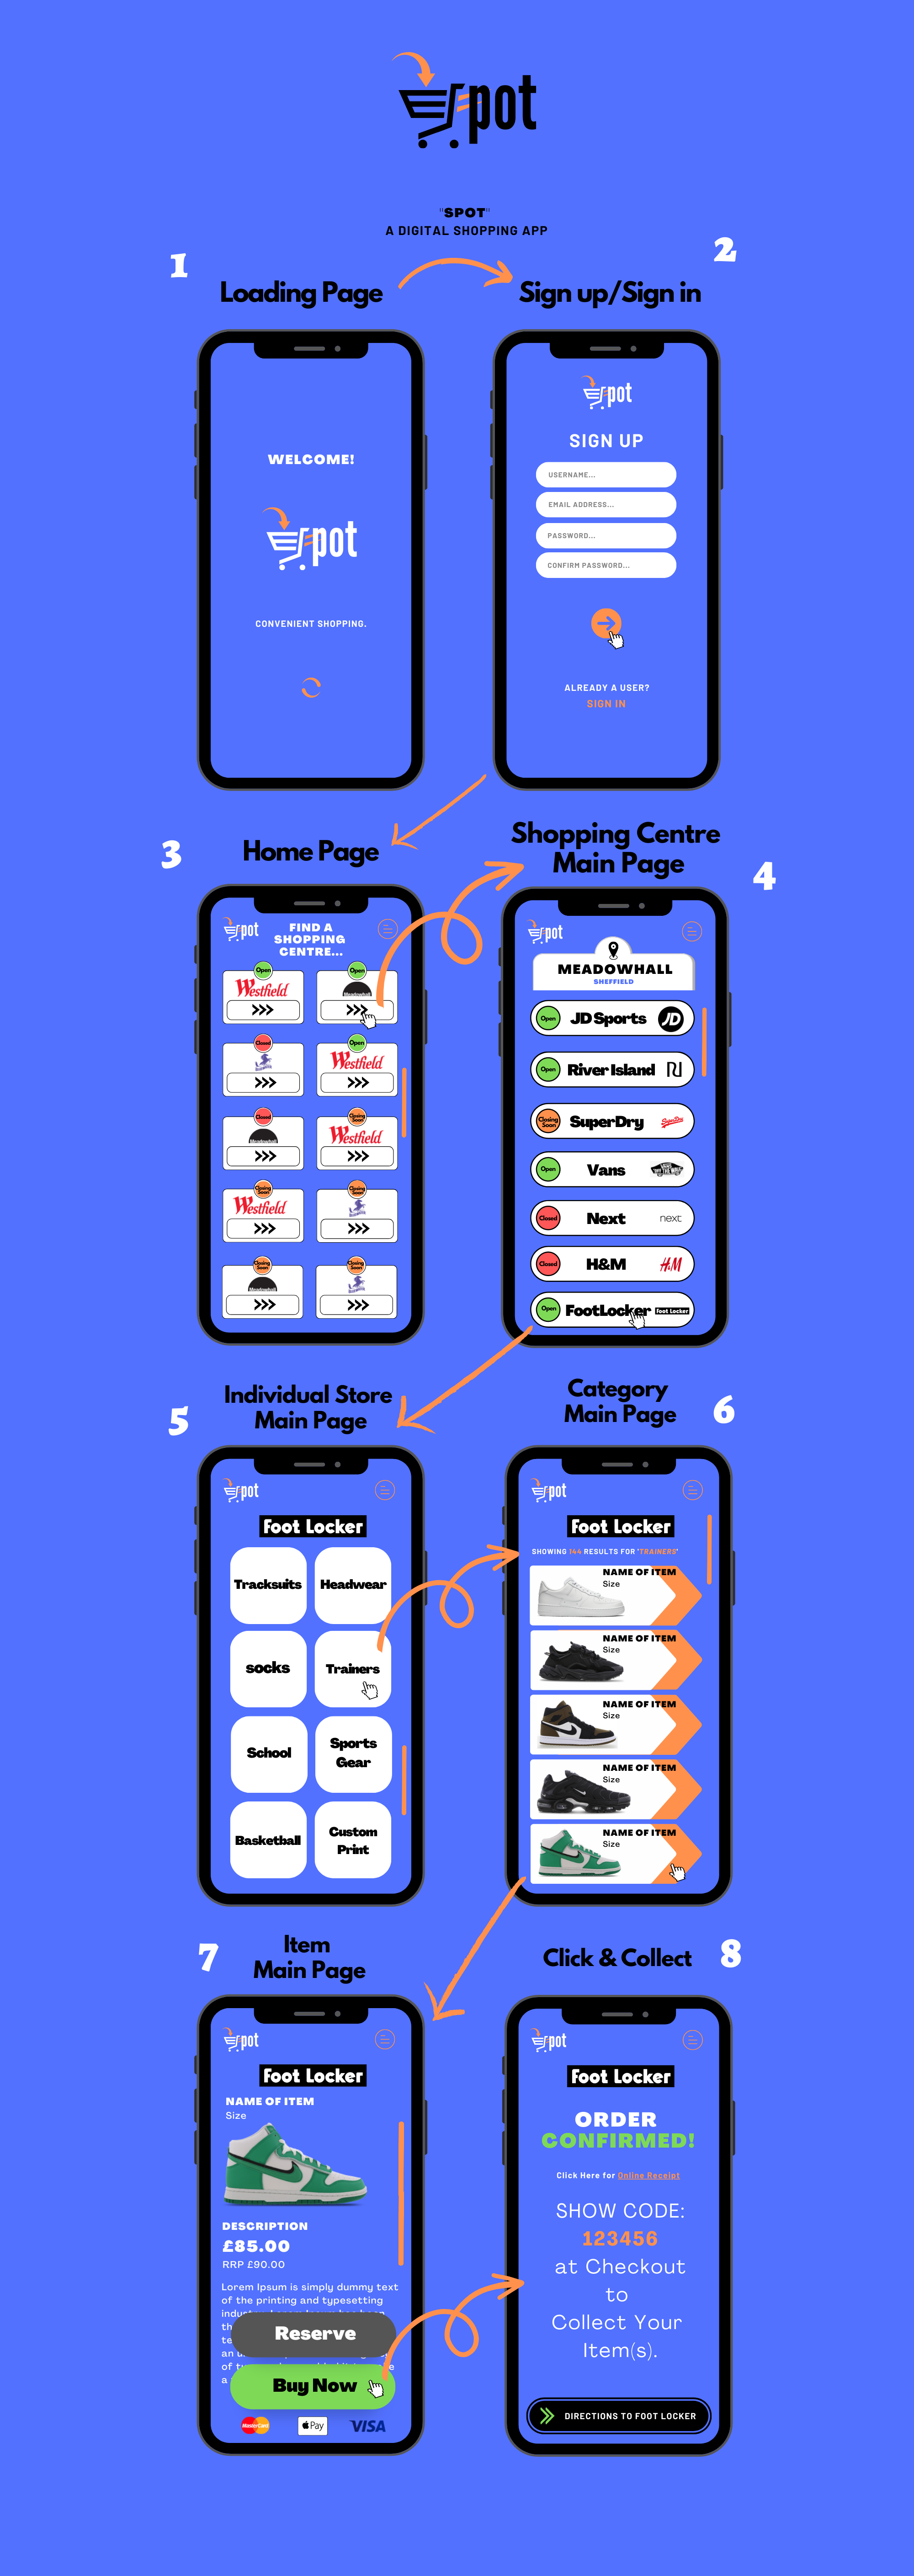 pot
"SPOT"
A DIGITAL SHOPPING APP
1
Loading Page
WELCOME!
pot
CONVENIENT SHOPPING.
2
Sign up/Sign in
pot
SIGN UP
USERNAME...
EMAIL ADDRESS...
PASSWORD...
CONFIRM PASSWORD...
ALREADY A USER?
SIGN IN
3
Home Page
pot
FIND A
SHOPPING
CENTRE...
Open
Westfield
Open
Meadowhall
Closed
Open
Westfield
Closed
Meadowhall
Closing
Soon
Westfield
Closing
Soon
Westfield
Closing
Soon
Closing
Soon
Meadowhall
Closing
Soon
4
Shopping Centre
Main Page
pot
MEADOWHALL
SHEFFIELD
Open
JD Sports
JD
Open
River Island
Closing
Soon
SuperDry
SuperDry
Open
Vans
VANS
"OFF THE WALL"
Closed
Next
next
Closed
H&M
H&M
Open
FootLocker
Foot Locker
5
Individual Store
Main Page
pot
Foot Locker
Tracksuits
Headwear
socks
Trainers
School
Sports
Gear
Basketball
Custom
Print
6
Category
Main Page
pot
Foot Locker
SHOWING 144 RESULTS FOR 'TRAINERS'
NAME OF ITEM
Size
NAME OF ITEM
Size
NAME OF ITEM
Size
NAME OF ITEM
Size
NAME OF ITEM
Size
7
Item
Main Page
pot
Foot Locker
NAME OF ITEM
Size
DESCRIPTION
£85.00
RRP £90.00
Lorem Ipsum is simply dummy text
of the printing and typesetting
Reserve
Buy Now
MasterCard
Pay
VISA
8
Click & Collect
pot
Foot Locker
ORDER
CONFIRMED!
Click Here for Online Receipt
SHOW CODE:
123456
at Checkout
to
Collect Your
Item(s).
DIRECTIONS TO FOOT LOCKER